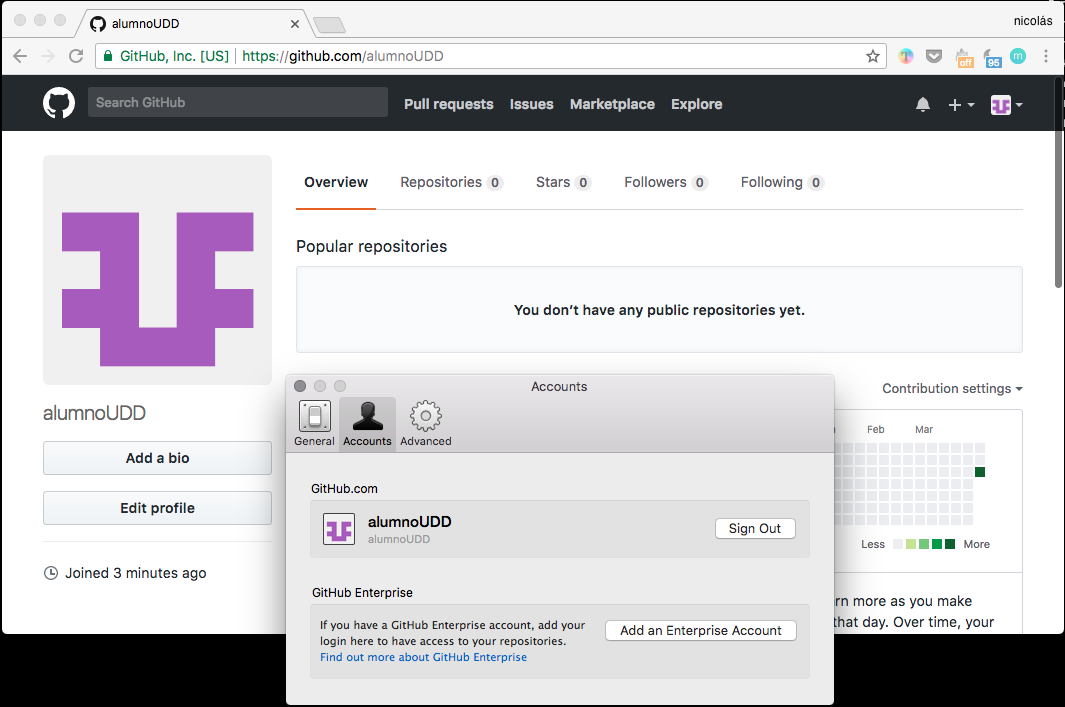 alumnoUDD
nicolás
GitHub, Inc. [US] https://github.com/alumnoUDD
off
95
m
Search GitHub
Pull requests Issues Marketplace Explore
Overview Repositories 0 Stars 0 Followers 0 Following 0
Popular repositories
You don’t have any public repositories yet.
alumnoUDD
Add a bio
Edit profile
Joined 3 minutes ago
Contribution settings
Feb Mar
Less More
rn more as you make
that day. Over time, your
Accounts
General Accounts Advanced
GitHub.com
alumnoUDD
alumnoUDD
Sign Out
GitHub Enterprise
If you have a GitHub Enterprise account, add your
login here to have access to your repositories.
Find out more about GitHub Enterprise
Add an Enterprise Account